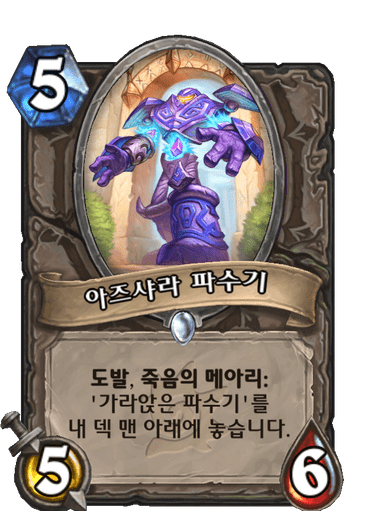 5
아즈샤라 파수기
도발, 죽음의 메아리:
'가라앉은 파수기'를
내 덱 맨 아래에 놓습니다.
5
6